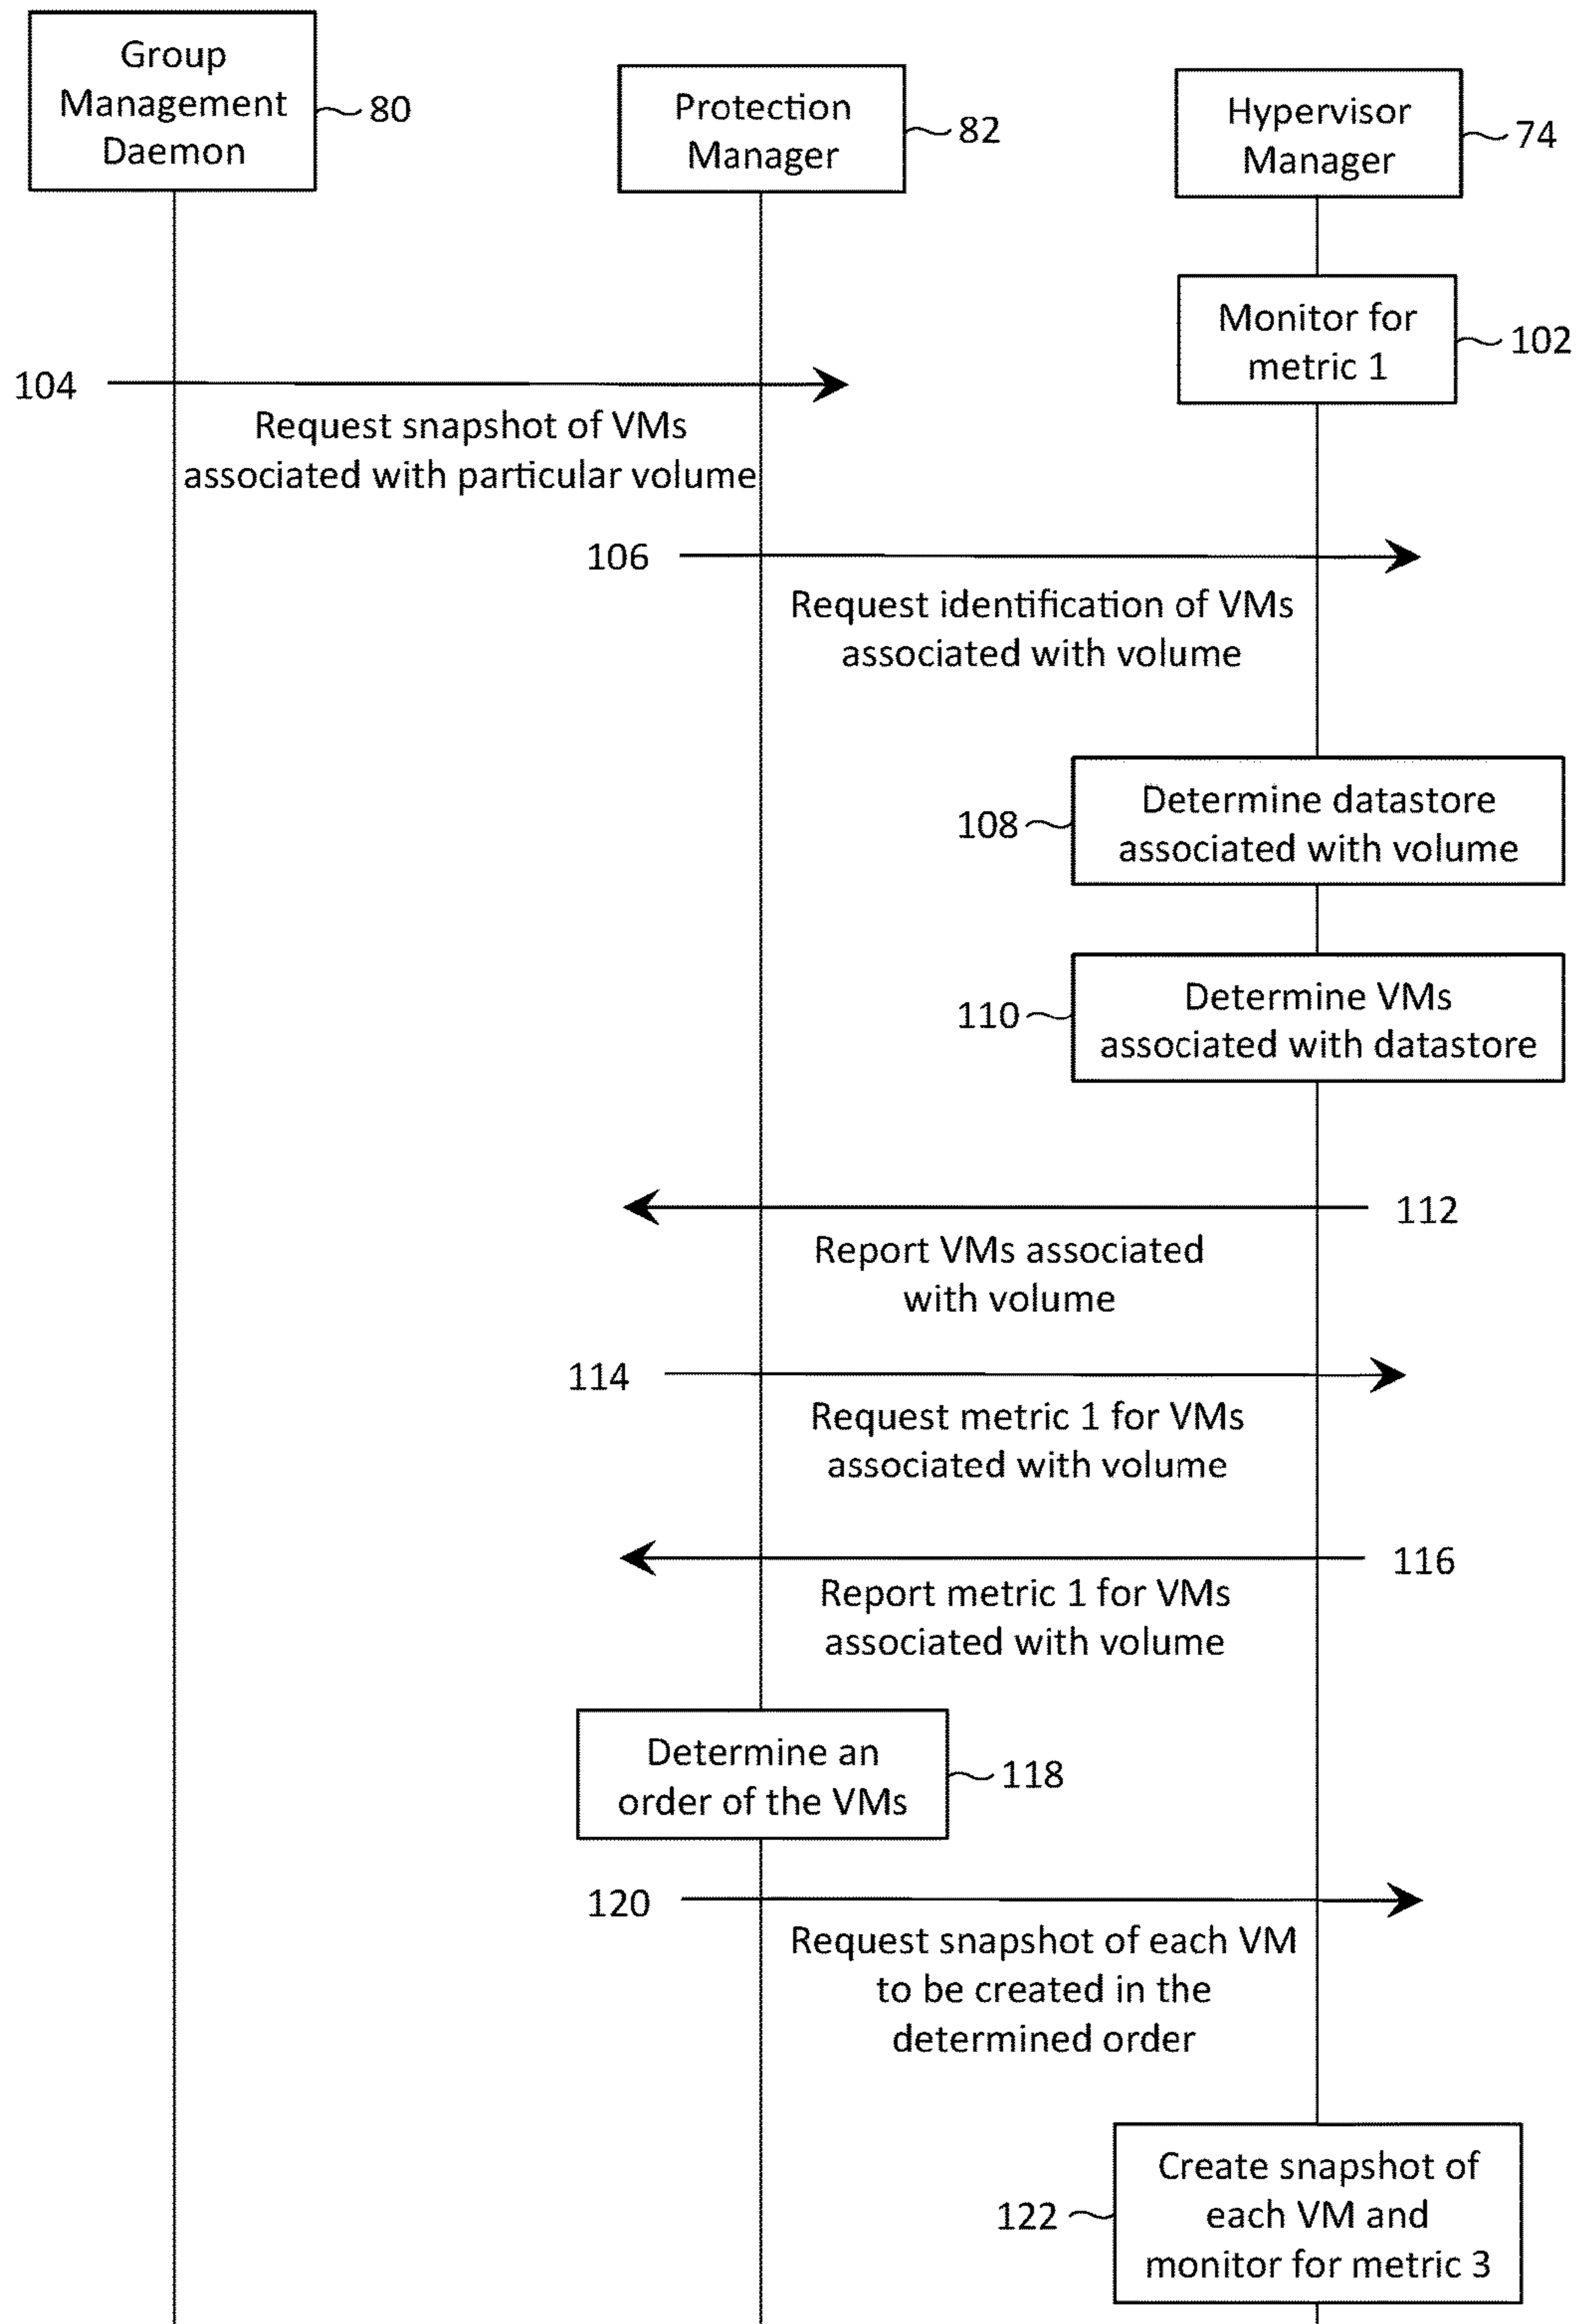 Group
Management
Daemon
80
Protection
Manager
82
Hypervisor
Manager
74
Monitor for
metric 1
102
104
Request snapshot of VMs
associated with particular volume
106
Request identification of VMs
associated with volume
108
Determine datastore
associated with volume
110
Determine VMs
associated with datastore
112
Report VMs associated
with volume
114
Request metric 1 for VMs
associated with volume
116
Report metric 1 for VMs
associated with volume
Determine an
order of the VMs
118
120
Request snapshot of each VM
to be created in the
determined order
122
Create snapshot of
each VM and
monitor for metric 3